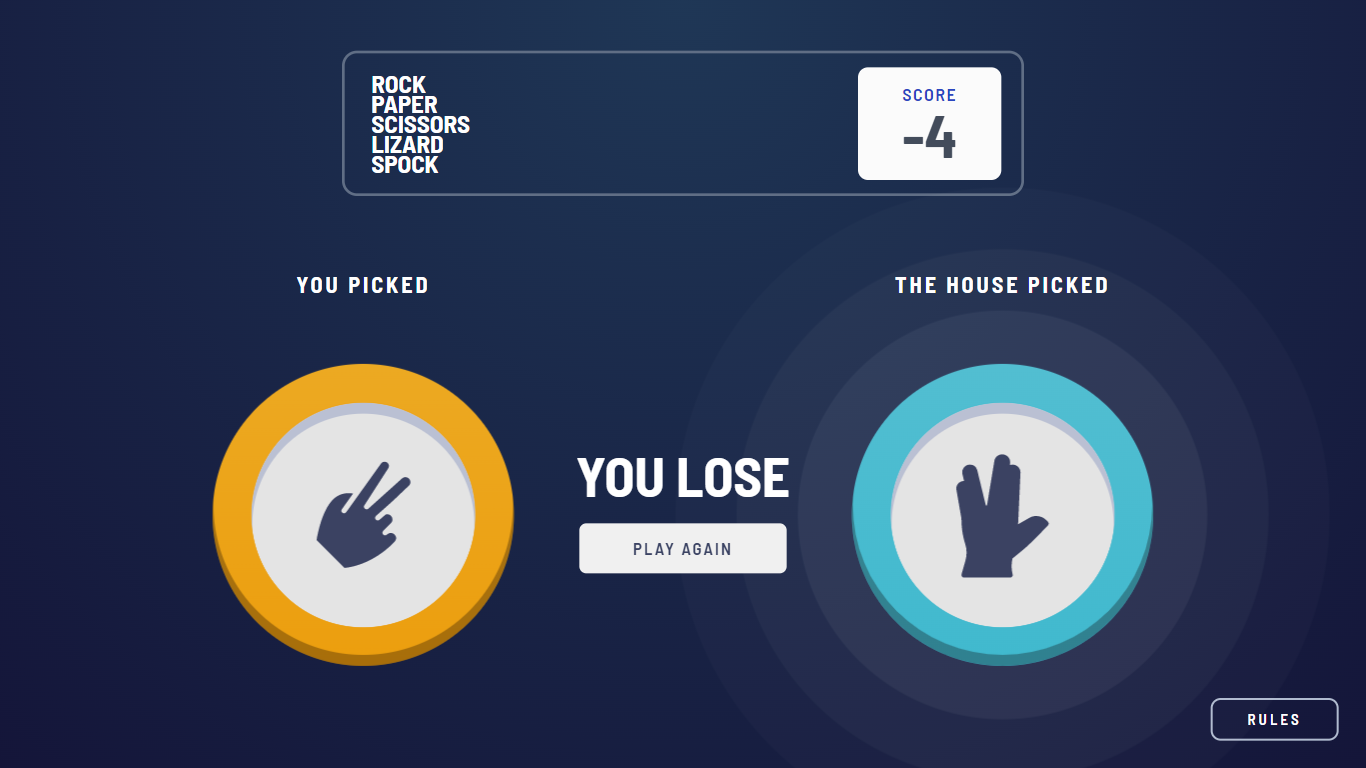 ROCK
PAPER
SCISSORS
LIZARD
SPOCK
SCORE
-4
YOU PICKED
THE HOUSE PICKED
YOU LOSE
PLAY AGAIN
RULES